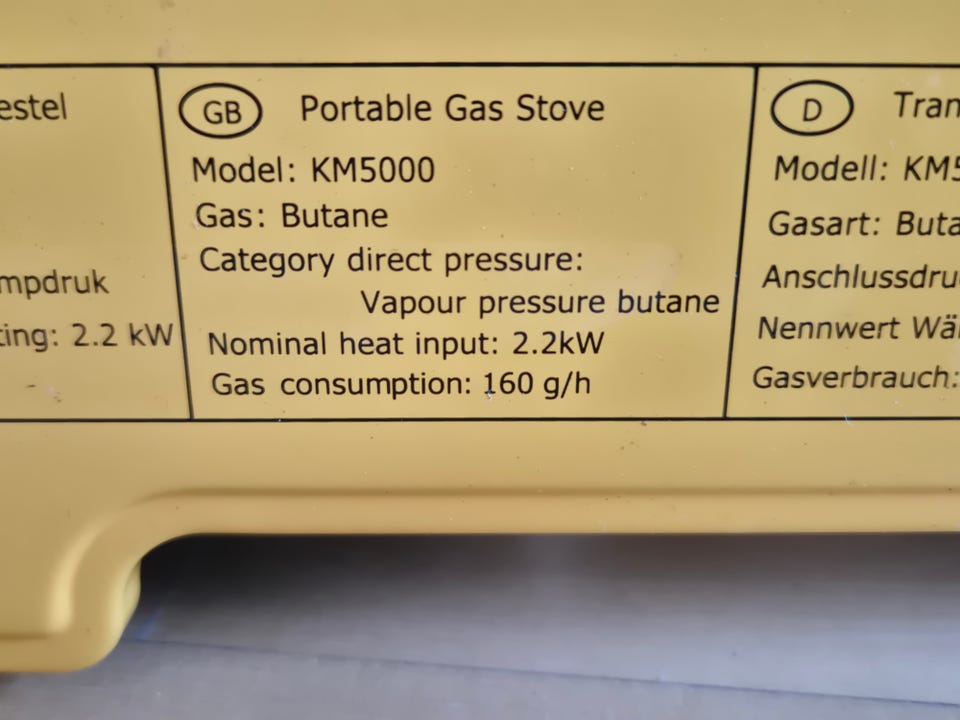 estel
mpdruk
ting: 2.2 kW
GB Portable Gas Stove
Model: KM5000
Gas: Butane
Category direct pressure:
Vapour pressure butane
Nominal heat input: 2.2kW
Gas consumption: 160 g/h
D Tran
Modell: KM5
Gasart: Buta
Anschlussdru
Nennwert Wä
Gasverbrauch: